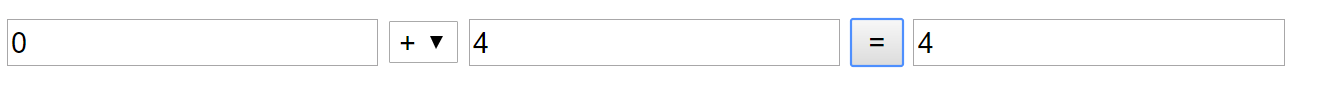 0 + ▼ 4 = 4